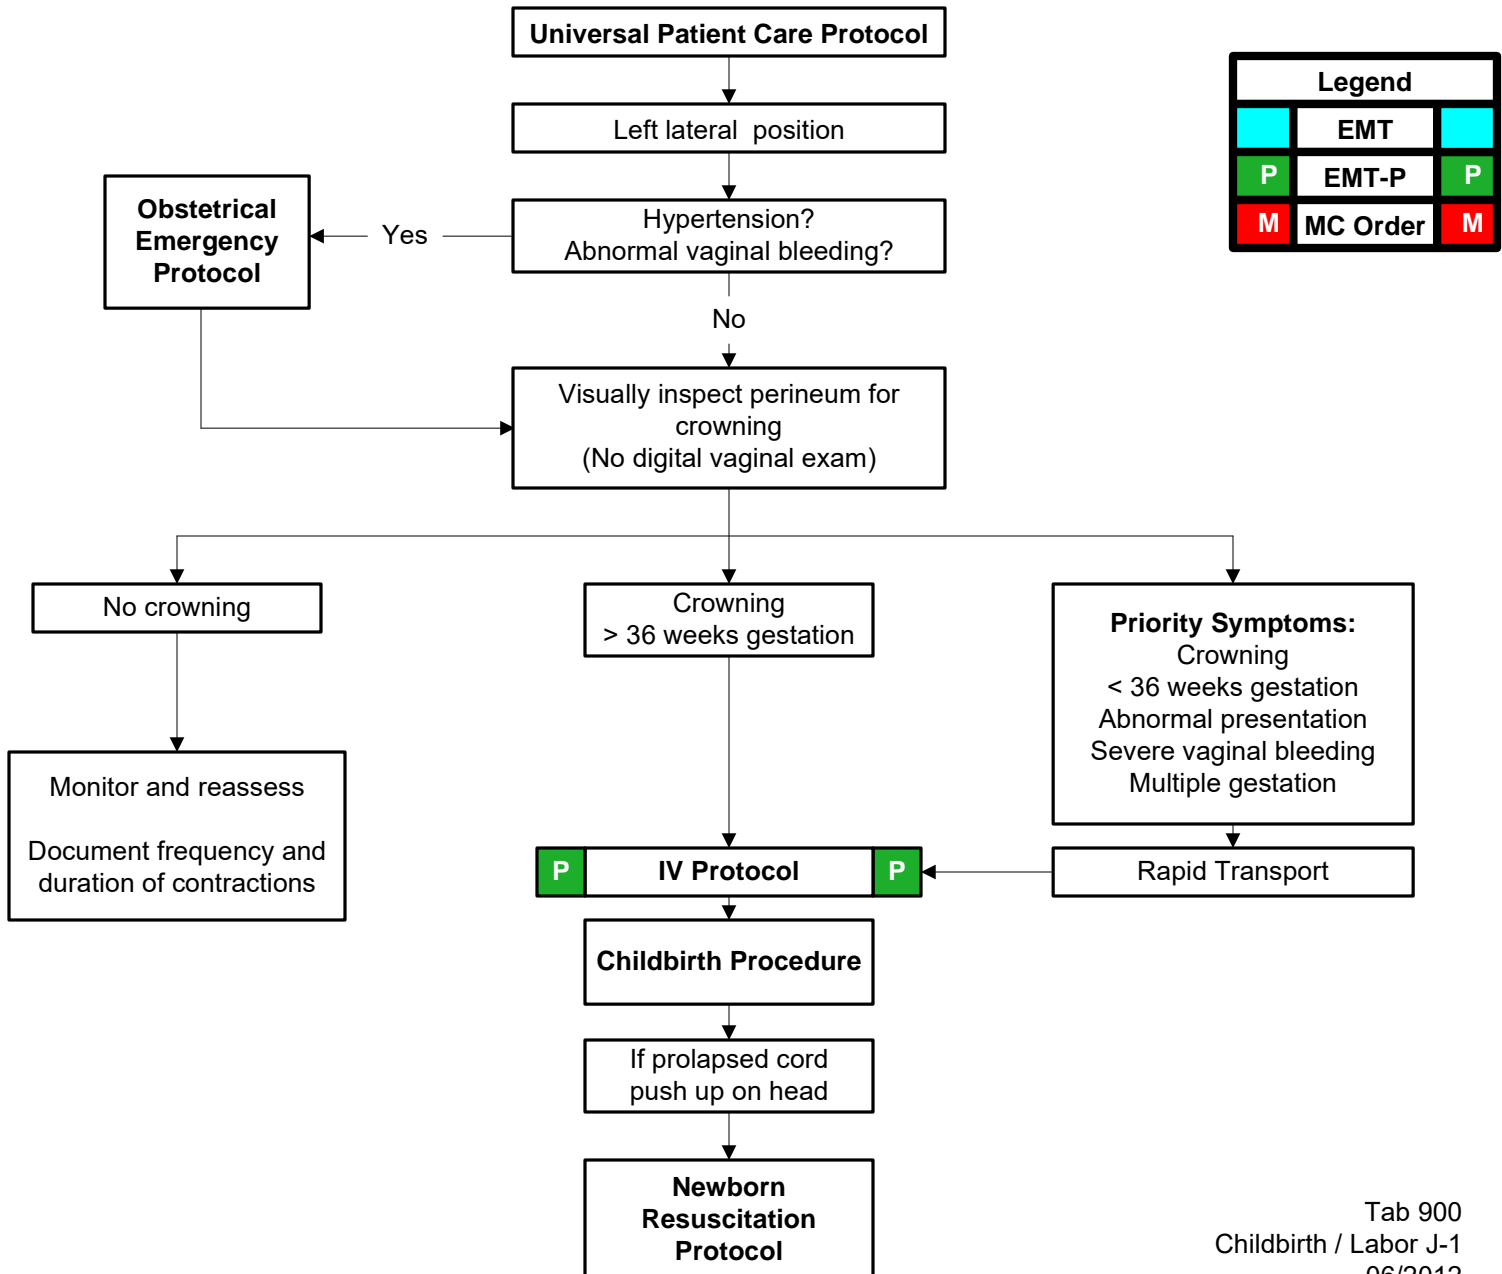 Universal Patient Care Protocol
Legend
EMT
P EMT-P P
M MC Order M
Left lateral position
Obstetrical
Emergency
Protocol
Yes
Hypertension?
Abnormal vaginal bleeding?
No
Visually inspect perineum for
crowning
(No digital vaginal exam)
No crowning
Crowning
> 36 weeks gestation
Priority Symptoms:
Crowning
< 36 weeks gestation
Abnormal presentation
Severe vaginal bleeding
Multiple gestation
Monitor and reassess
Document frequency and
duration of contractions
P IV Protocol P
Rapid Transport
Childbirth Procedure
If prolapsed cord
push up on head
Newborn
Resuscitation
Protocol
Tab 900
Childbirth / Labor J-1
06/2012